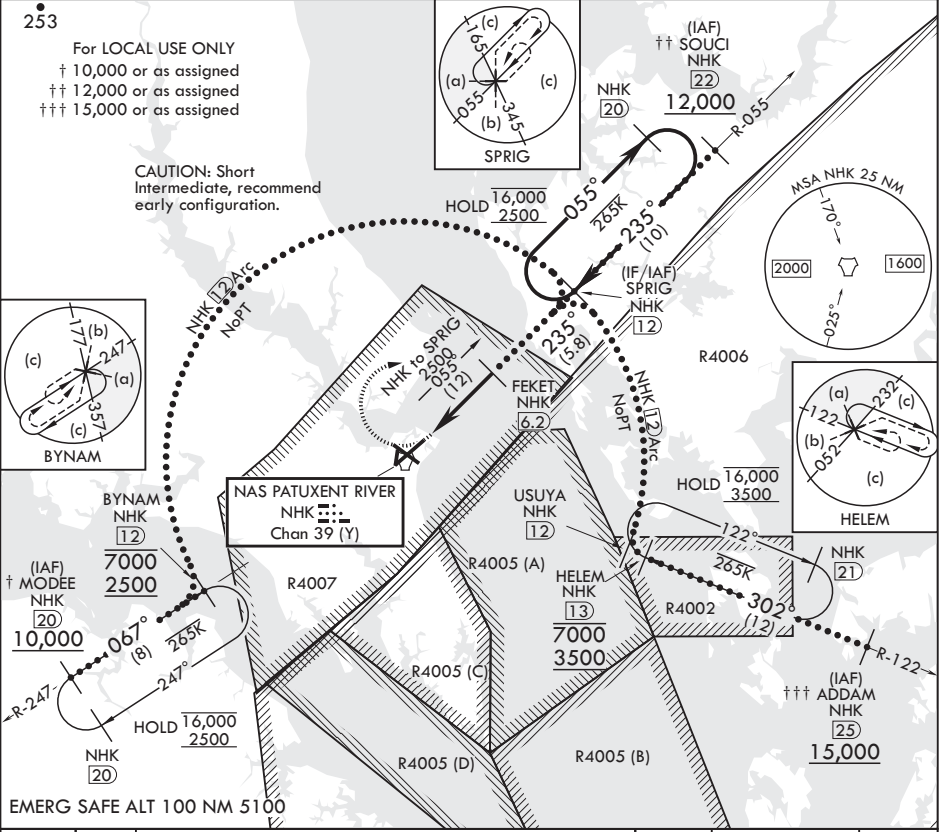 253
For LOCAL USE ONLY
† 10,000 or as assigned
†† 12,000 or as assigned
††† 15,000 or as assigned
CAUTION: Short
Intermediate, recommend
early configuration.
(c)
165
(a)
055
(b)
345
(c)
SPRIG
(IAF)
†† SOUCI
NHK
22
12,000
NHK
20
R-055
HOLD 16,000
2500
055°
265K
235°
(10)
MSA NHK 25 NM
170°
2000
1600
025°
(IF/IAF)
SPRIG
NHK
12
NHK 12 Arc
NoPT
235°
(5.8)
NHK to SPRIG
2500
055
(12)
FEKET
NHK
6.2
R4006
NHK 12 Arc
NoPT
177
(b)
247
(c)
(a)
357
(c)
BYNAM
(a)
232
(c)
122
(b)
052
(c)
HELEM
NAS PATUXENT RIVER
NHK
Chan 39 (Y)
USUYA
NHK
12
HOLD 16,000
3500
122°
265K
NHK
21
BYNAM
NHK
12
7000
2500
(IAF)
† MODEE
NHK
20
10,000
067°
(8)
265K
247°
R-247
HOLD 16,000
2500
NHK
20
R4007
R4005 (A)
HELEM
NHK
13
7000
3500
R4002
302°
(12)
R-122
(IAF)
††† ADDAM
NHK
25
15,000
R4005 (C)
R4005 (D)
R4005 (B)
EMERG SAFE ALT 100 NM 5100